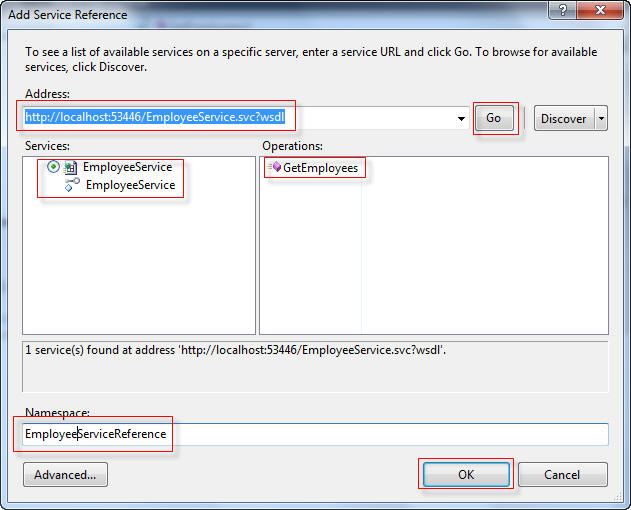 Add Service Reference
To see a list of available services on a specific server, enter a service URL and click Go. To browse for available
services, click Discover.
Address:
http://localhost:53446/EmployeeService.svc?wsdl
Go
Discover
Services:
Operations:
EmployeeService
EmployeeService
GetEmployees
1 service(s) found at address 'http://localhost:53446/EmployeeService.svc?wsdl'.
Namespace:
EmployeeServiceReference
Advanced...
OK
Cancel